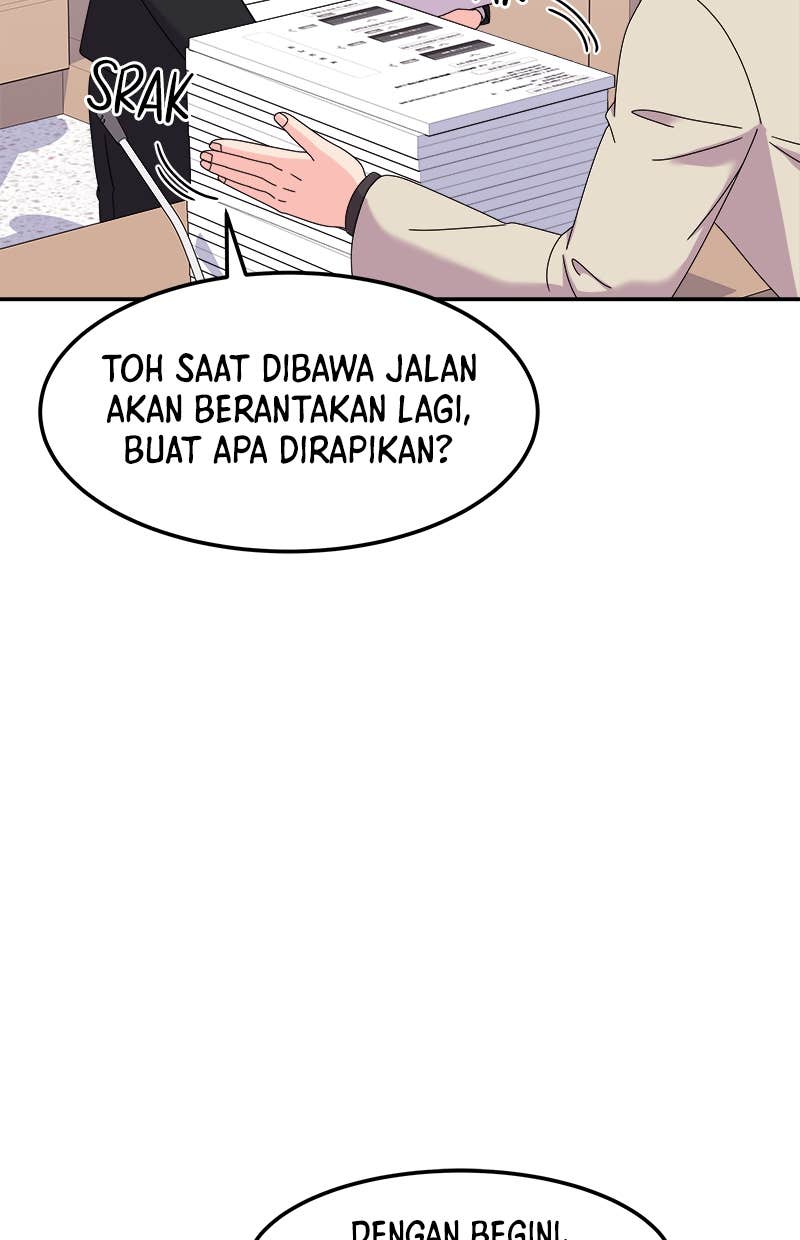 SRAK
TOH SAAT DIBAWA JALAN
AKAN BERANTAKAN LAGI,
BUAT APA DIRAPIKAN?
DENGAN BEGINI,